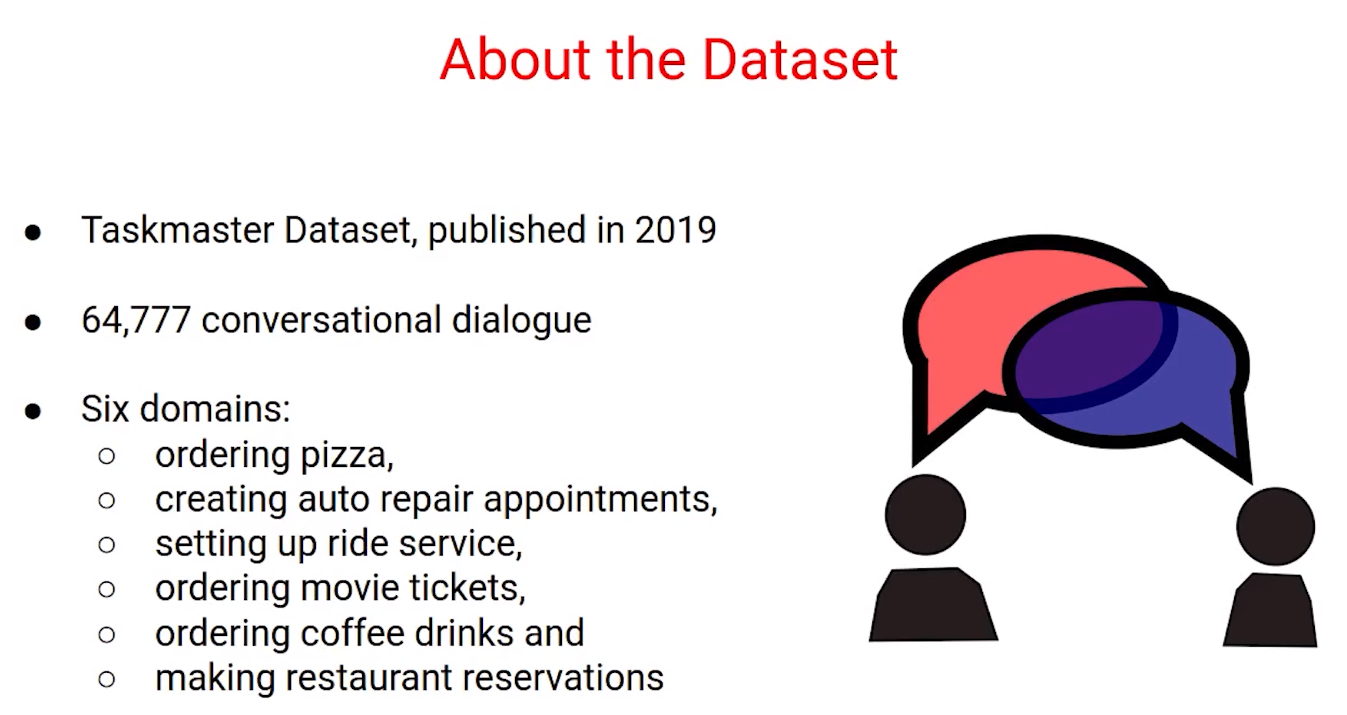 About the Dataset
● Taskmaster Dataset, published in 2019
● 64,777 conversational dialogue
● Six domains:
○ ordering pizza,
○ creating auto repair appointments,
○ setting up ride service,
○ ordering movie tickets,
○ ordering coffee drinks and
○ making restaurant reservations